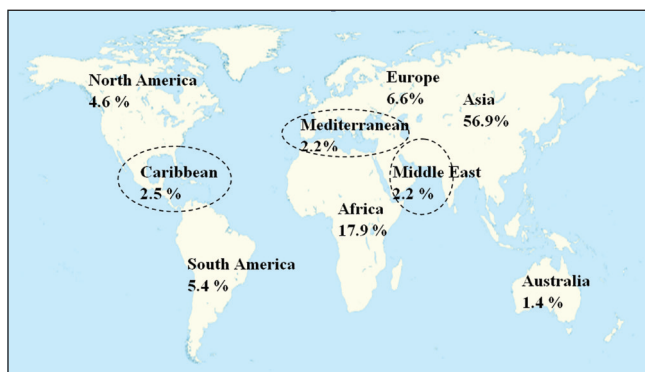 North America
4.6 %
Europe
6.6%
Asia
56.9%
Mediterranean
2.2%
Caribbean
2.5 %
Middle East
2.2 %
Africa
17.9 %
South America
5.4 %
Australia
1.4 %